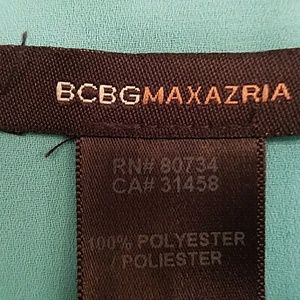 BCBGMAXAZRIA
RN# 80734
CA# 31458
100% POLYESTER
/ POLIESTER